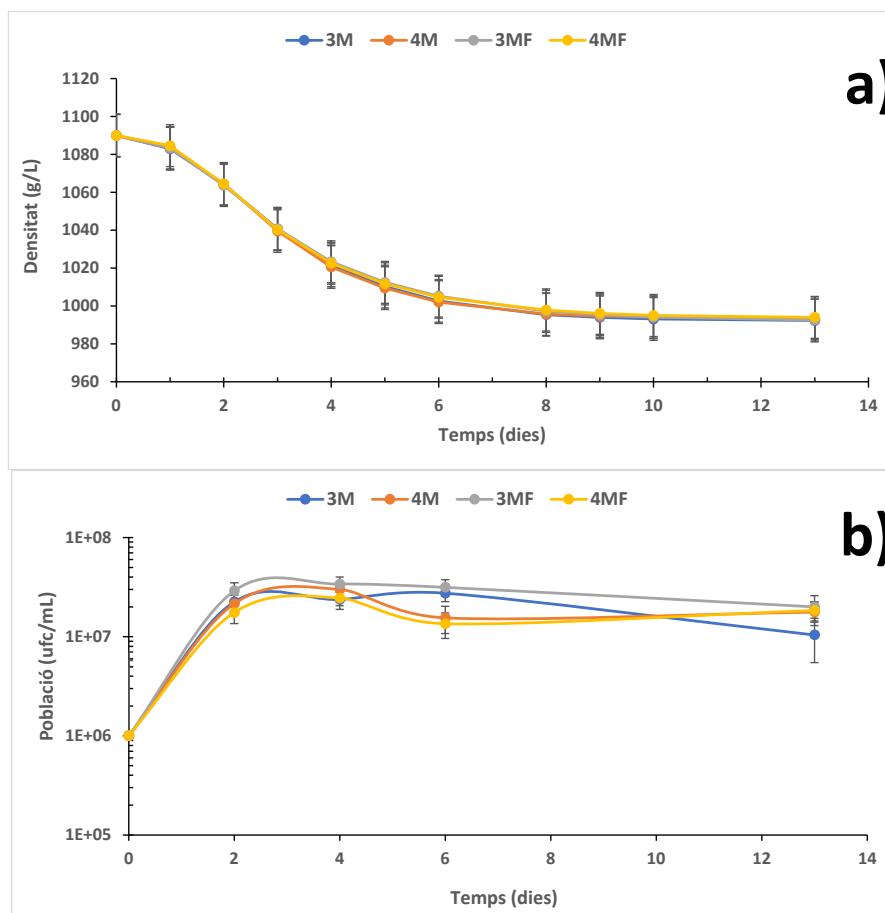 3M 4M 3MF 4MF
a)
1120
1100
1080
1060
1040
1020
1000
980
960
Densitat (g/L)
0 2 4 6 8 10 12 14
Temps (dies)
3M 4M 3MF 4MF
b)
1E+08
1E+07
1E+06
1E+05
Població (ufc/mL)
0 2 4 6 8 10 12 14
Temps (dies)